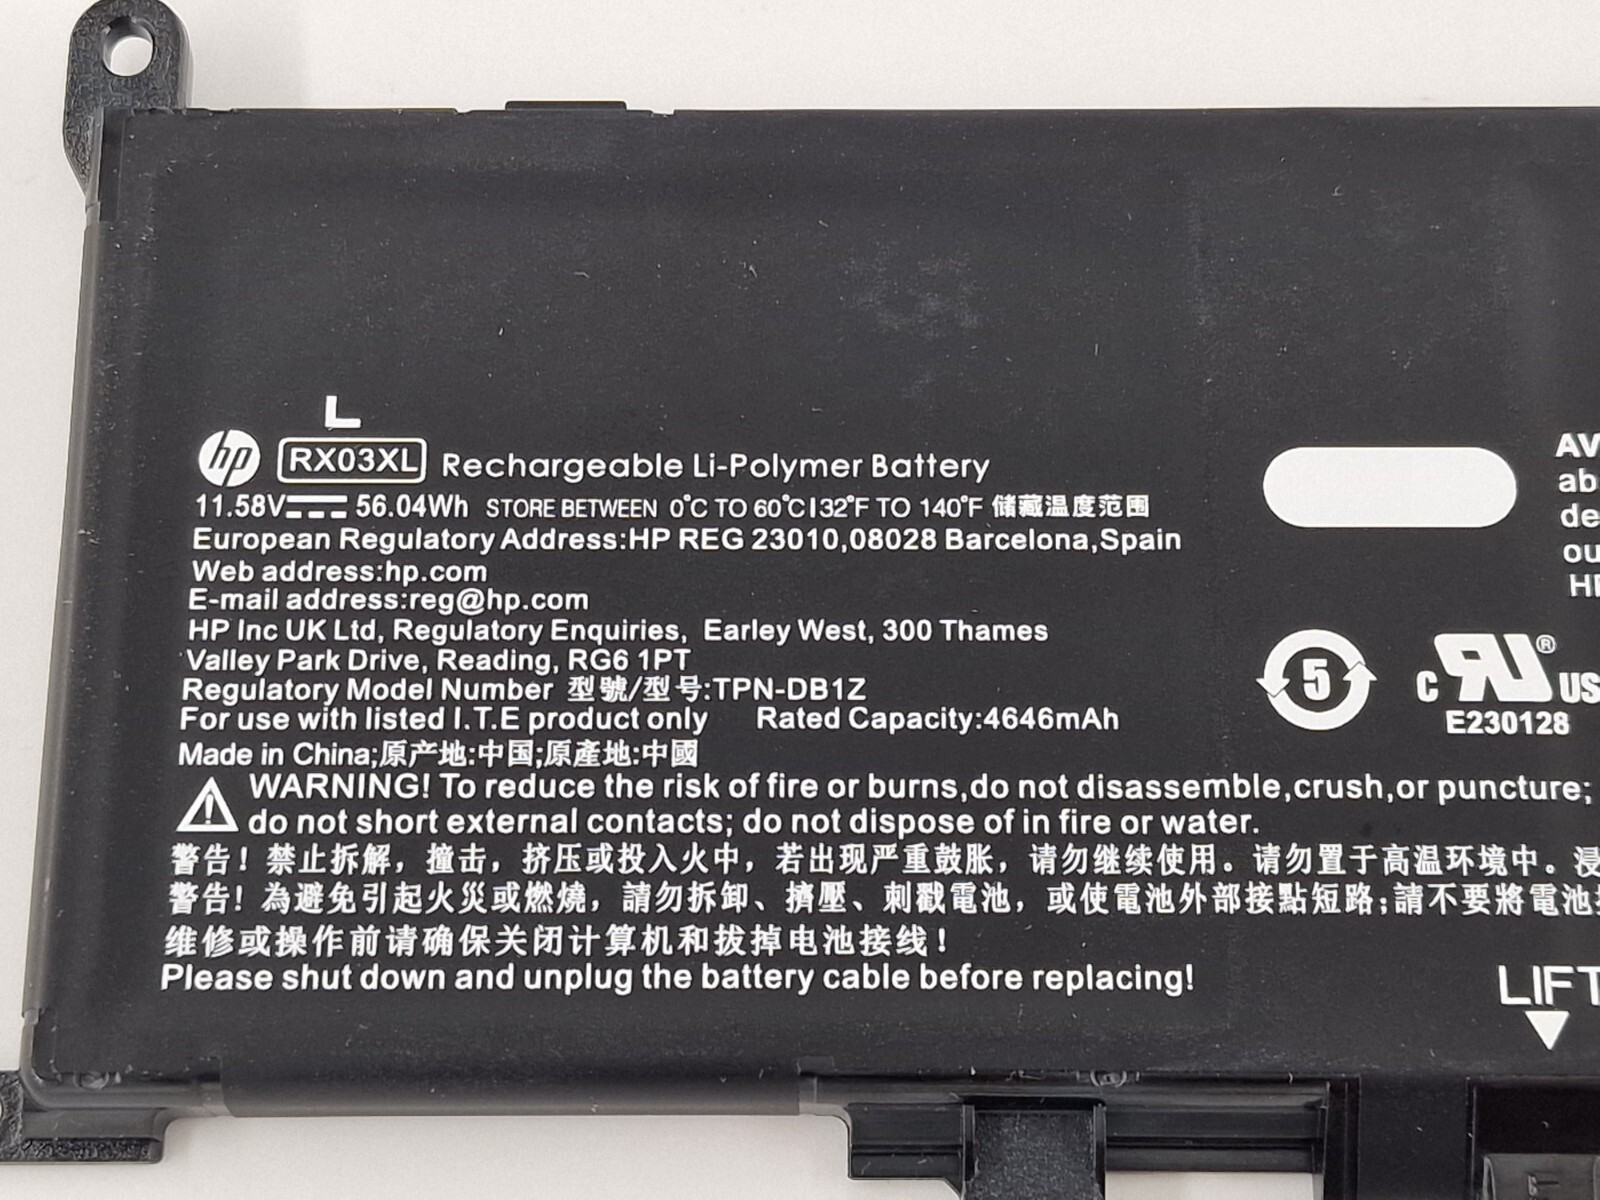 L
hp RX03XL Rechargeable Li-Polymer Battery
11.58V 56.04Wh STORE BETWEEN 0°C TO 60°C|32°F TO 140°F 储藏温度范围
European Regulatory Address:HP REG 23010,08028 Barcelona,Spain
Web address:hp.com
E-mail address:reg@hp.com
HP Inc UK Ltd, Regulatory Enquiries, Earley West, 300 Thames
Valley Park Drive, Reading, RG6 1PT
Regulatory Model Number 型號/型号:TPN-DB1Z
For use with listed I.T.E product only Rated Capacity:4646mAh
Made in China;原产地:中国;原產地:中國
WARNING! To reduce the risk of fire or burns,do not disassemble,crush,or puncture;
do not short external contacts; do not dispose of in fire or water.
警告！禁止拆解，撞击，挤压或投入火中，若出现严重鼓胀，请勿继续使用。请勿置于高温环境中。浸
警告！為避免引起火災或燃燒，請勿拆卸、擠壓、刺戳電池，或使電池外部接點短路;請不要將電池
维修或操作前请确保关闭计算机和拔掉电池接线！
Please shut down and unplug the battery cable before replacing!
5
c RU® US
E230128
AV
ab
de
ou
LIFT